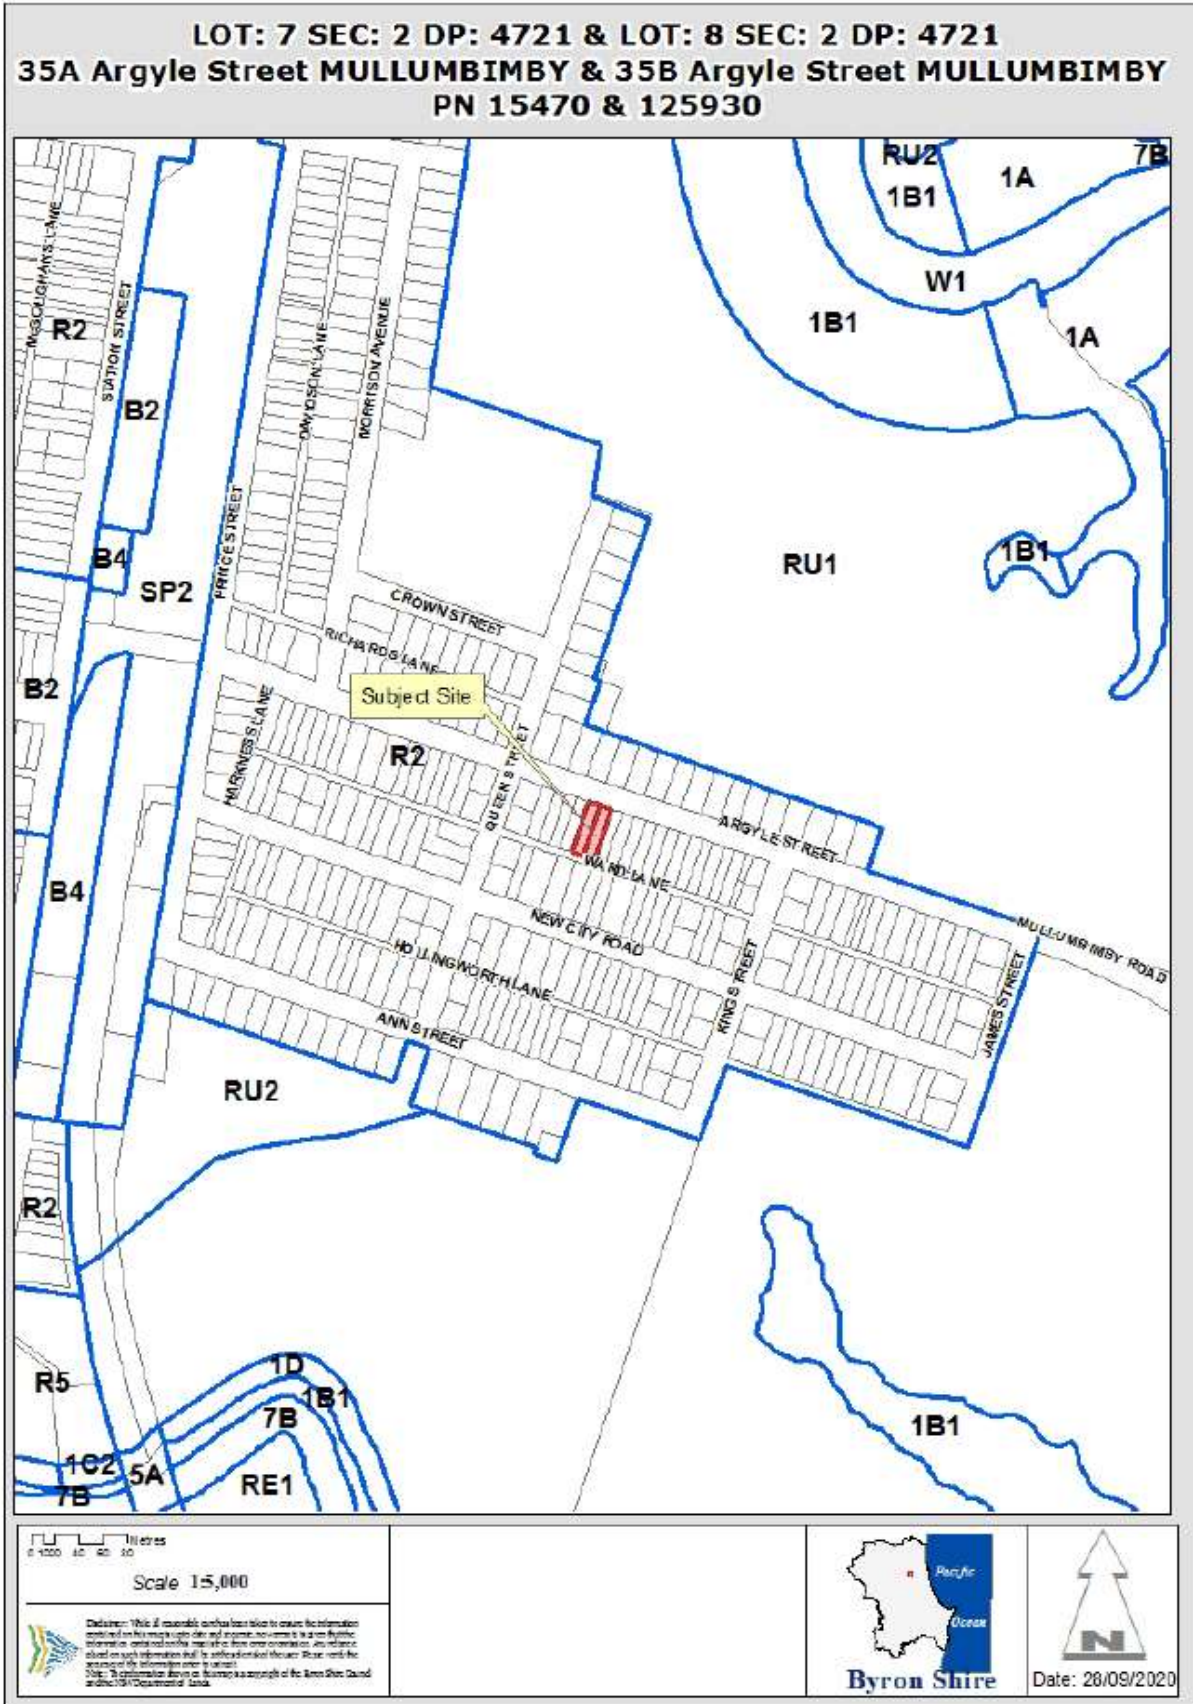 LOT: 7 SEC: 2 DP: 4721 & LOT: 8 SEC: 2 DP: 4721
35A Argyle Street MULLUMBIMBY & 35B Argyle Street MULLUMBIMBY
PN 15470 & 125930
RU2
7B
1B1
1A
W1
1B1
1A
R2
STATION STREET
B2
DAVIDSON LANE
MORRISON AVENUE
PRINCE STREET
B4
SP2
RU1
1B1
CROWN STREET
RICHARDS LANE
B2
Subject Site
HARKNESS LANE
R2
QUEEN STREET
ARGYLE STREET
WARD LANE
B4
NEW CITY ROAD
MULLUMBIMBY ROAD
HOLLINGWORTH LANE
KING STREET
JAMES STREET
ANN STREET
RU2
R2
R5
1D
1B1
7B
1C2
5A
7B
RE1
1B1
Metres
Scale 1:5,000
Pacific
Ocean
Byron Shire
N
Date: 28/09/2020